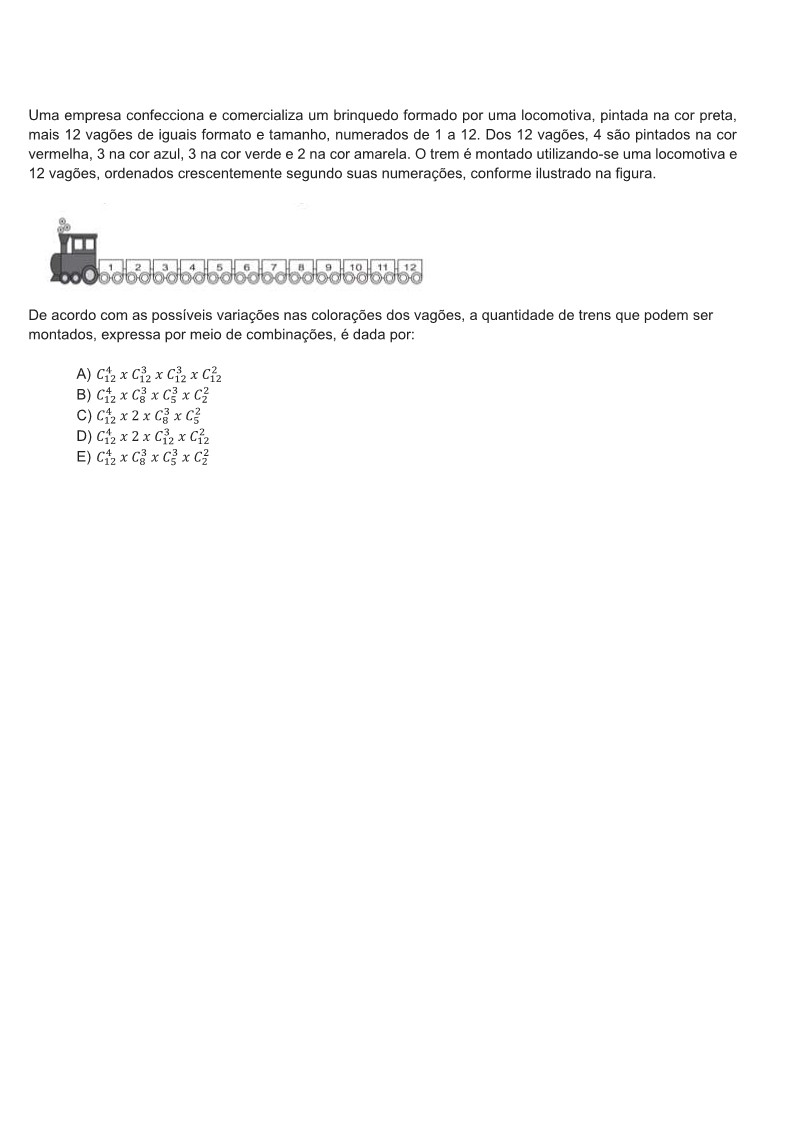 Uma empresa confecciona e comercializa um brinquedo formado por uma locomotiva, pintada na cor preta,
mais 12 vagões de iguais formato e tamanho, numerados de 1 a 12. Dos 12 vagões, 4 são pintados na cor
vermelha, 3 na cor azul, 3 na cor verde e 2 na cor amarela. O trem é montado utilizando-se uma locomotiva e
12 vagões, ordenados crescentemente segundo suas numerações, conforme ilustrado na figura.
1 2 3 4 5 6 7 8 9 10 11 12
De acordo com as possíveis variações nas colorações dos vagões, a quantidade de trens que podem ser
montados, expressa por meio de combinações, é dada por:
A) $C_{12}^{4} \, x \, C_{12}^{3} \, x \, C_{12}^{3} \, x \, C_{12}^{2}$
B) $C_{12}^{4} \, x \, C_{8}^{3} \, x \, C_{5}^{3} \, x \, C_{2}^{2}$
C) $C_{12}^{4} \, x \, 2 \, x \, C_{8}^{3} \, x \, C_{5}^{2}$
D) $C_{12}^{4} \, x \, 2 \, x \, C_{12}^{3} \, x \, C_{12}^{2}$
E) $C_{12}^{4} \, x \, C_{8}^{3} \, x \, C_{5}^{3} \, x \, C_{2}^{2}$